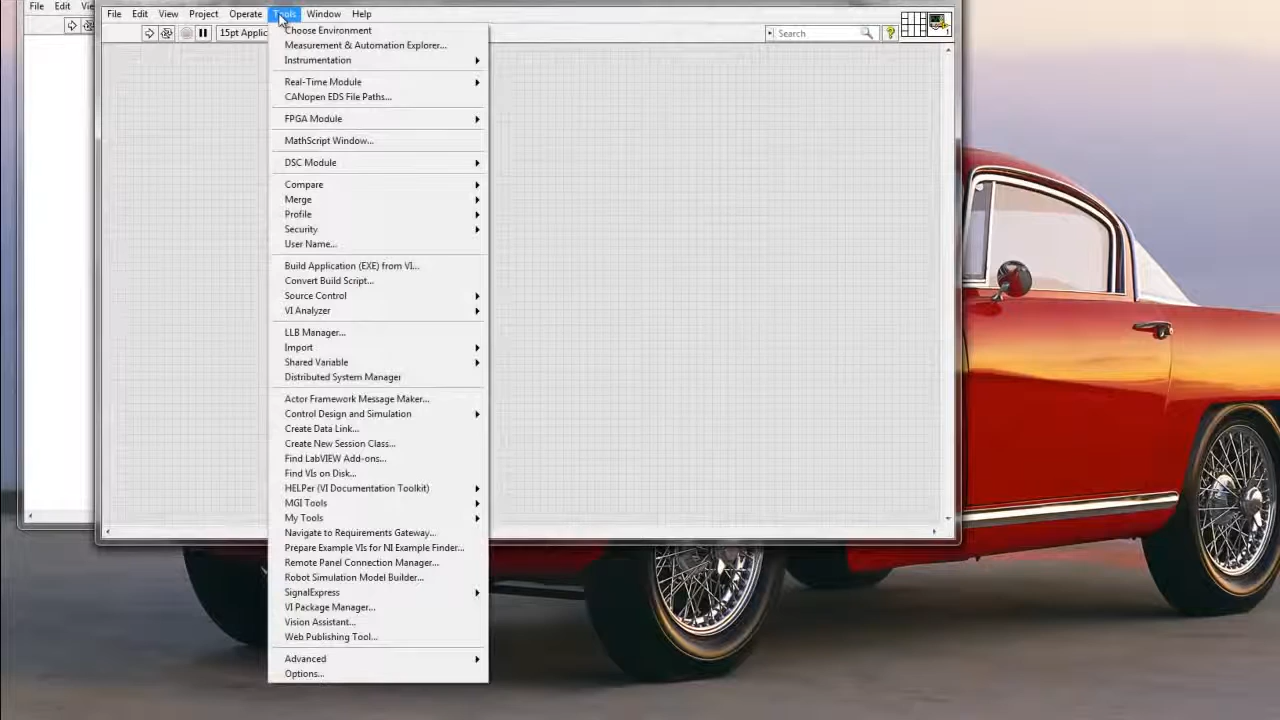 File Edit Vie
File Edit View Project Operate Tools Window Help
15pt Applic
Search
?
1
Choose Environment
Measurement & Automation Explorer...
Instrumentation
Real-Time Module
CANopen EDS File Paths...
FPGA Module
MathScript Window...
DSC Module
Compare
Merge
Profile
Security
User Name...
Build Application (EXE) from VI...
Convert Build Script...
Source Control
VI Analyzer
LLB Manager...
Import
Shared Variable
Distributed System Manager
Actor Framework Message Maker...
Control Design and Simulation
Create Data Link...
Create New Session Class...
Find LabVIEW Add-ons...
Find VIs on Disk...
HELPer (VI Documentation Toolkit)
MGI Tools
My Tools
Navigate to Requirements Gateway...
Prepare Example VIs for NI Example Finder...
Remote Panel Connection Manager...
Robot Simulation Model Builder...
SignalExpress
VI Package Manager...
Vision Assistant...
Web Publishing Tool...
Advanced
Options...